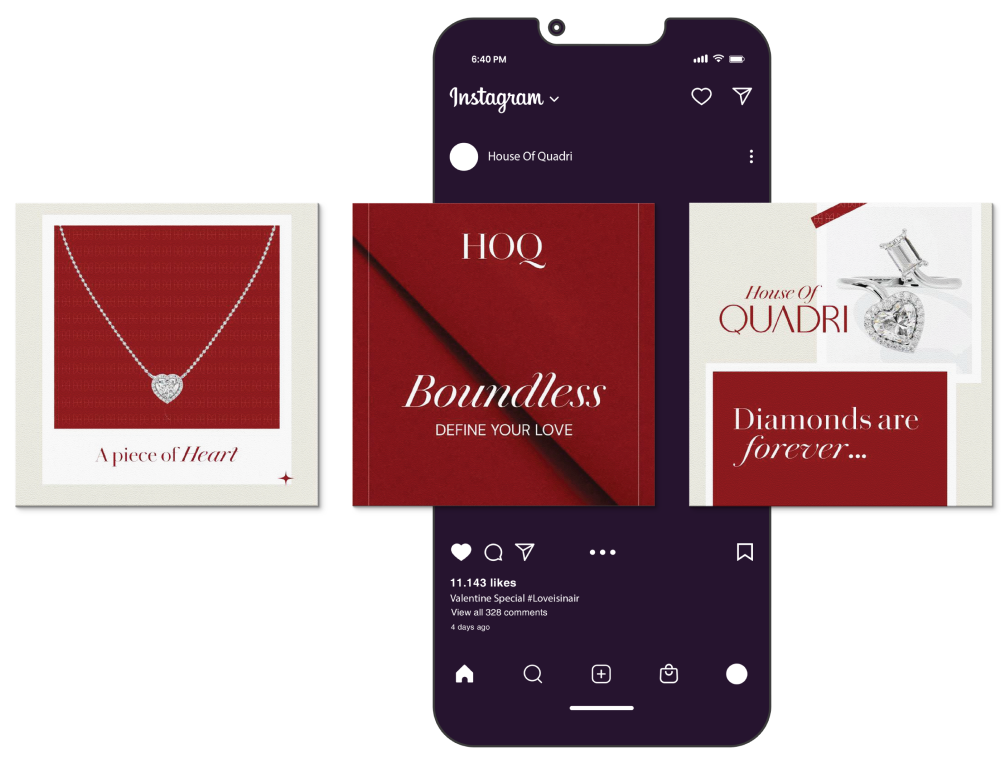 6:40 PM
Instagram
House Of Quadri
A piece of Heart
HOQ
Boundless
DEFINE YOUR LOVE
House Of
QUADRI
Diamonds are
forever...
11.143 likes
Valentine Special #Loveisinair
View all 328 comments
4 days ago